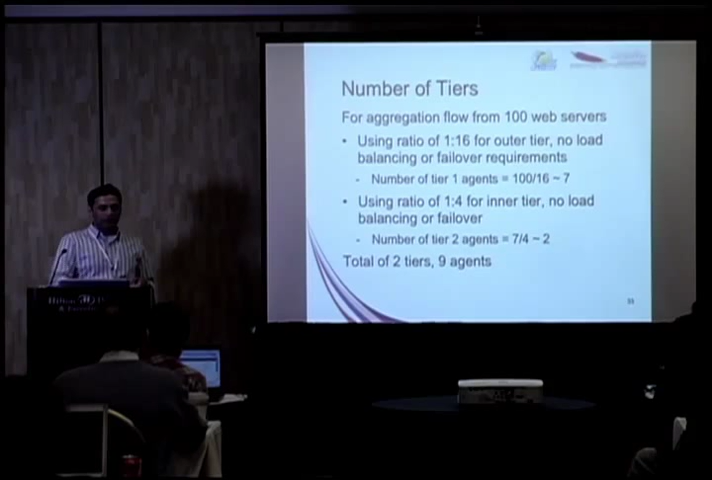 Number of Tiers
For aggregation flow from 100 web servers
• Using ratio of 1:16 for outer tier, no load
balancing or failover requirements
- Number of tier 1 agents = 100/16 ~ 7
• Using ratio of 1:4 for inner tier, no load
balancing or failover
- Number of tier 2 agents = 7/4 ~ 2
Total of 2 tiers, 9 agents
Hilton